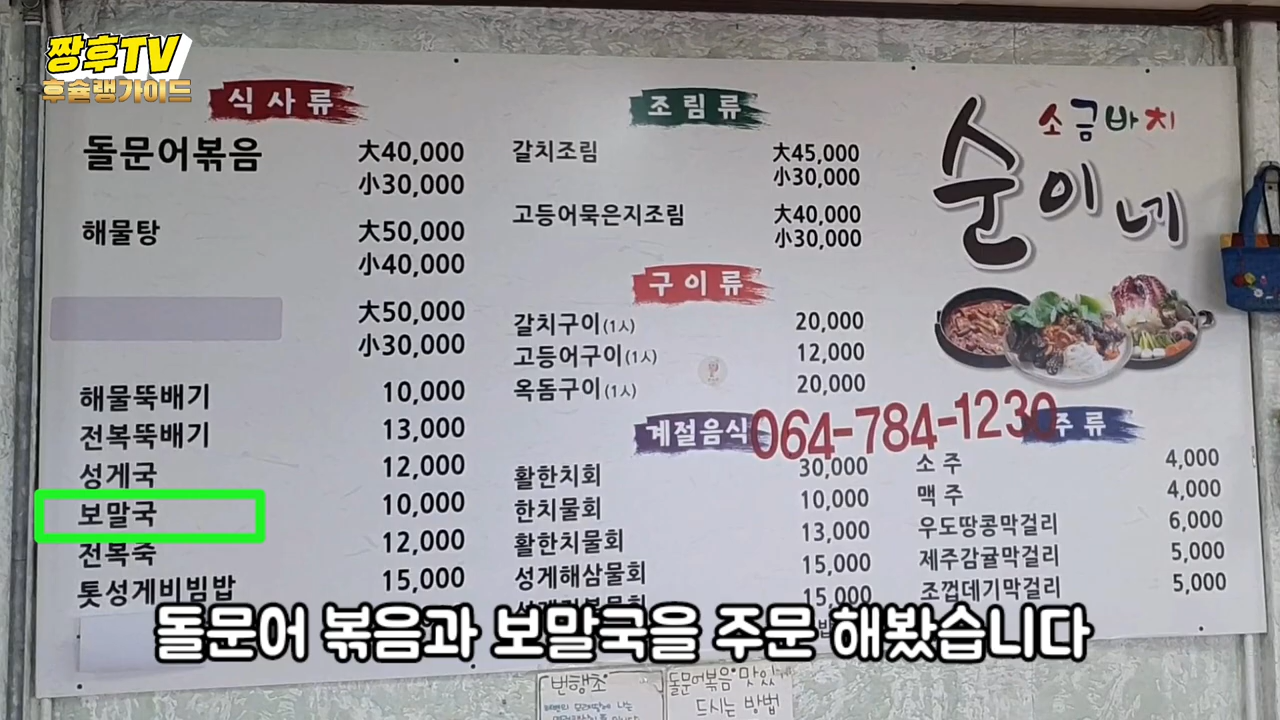 짱후TV
후슐랭가이드
식사류
돌문어볶음 大40,000
小30,000
해물탕 大50,000
小40,000
大50,000
小30,000
해물뚝배기 10,000
전복뚝배기 13,000
성게국 12,000
보말국 10,000
전복죽 12,000
톳성게비빔밥 15,000
조림류
갈치조림 大45,000
小30,000
고등어묵은지조림 大40,000
小30,000
구이류
갈치구이(1人) 20,000
고등어구이(1人) 12,000
옥돔구이(1人) 20,000
계절음식
활한치회 30,000
한치물회 10,000
활한치물회 13,000
성게해삼물회 15,000
15,000
소금바치
순이네
064-784-1230
주류
소주 4,000
맥주 4,000
우도땅콩막걸리 6,000
제주감귤막걸리 5,000
조껍데기막걸리 5,000
돌문어 볶음과 보말국을 주문 해봤습니다
번행초
돌문어볶음 맛있
드시는 방법